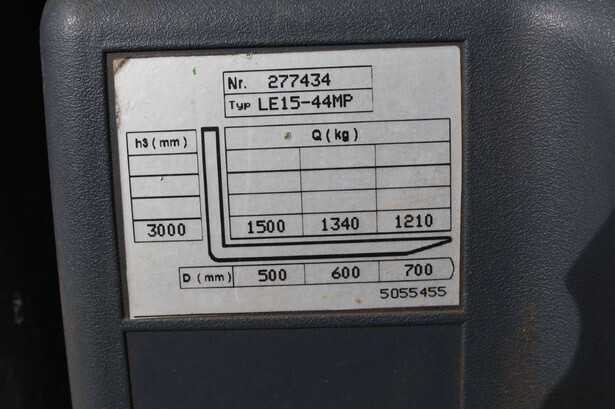 Nr. 277434
Typ LE15-44MP
h3 (mm) Q (kg)
3000 1500 1340 1210
D (mm) 500 600 700
5055455